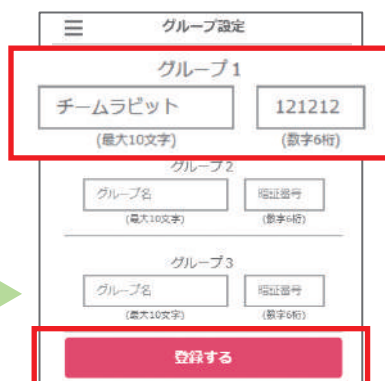 グループ設定
グループ1
チームラビット 121212
(最大10文字) (数字6桁)
グループ2
グループ名 暗証番号
(最大10文字) (数字6桁)
グループ3
グループ名 暗証番号
(最大10文字) (数字6桁)
登録する